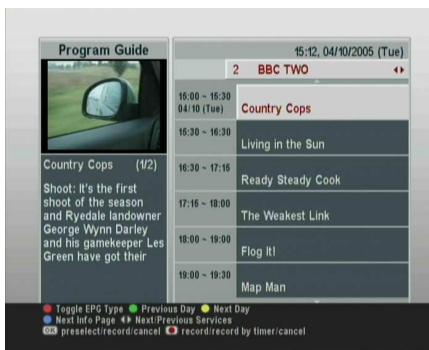 Program Guide
15:12, 04/10/2005 (Tue)
2 BBC TWO
15:00 ~ 15:30
04/10 (Tue)
Country Cops
15:30 ~ 16:30
Living in the Sun
Country Cops (1/2)
16:30 ~ 17:15
Ready Steady Cook
Shoot: It's the first
shoot of the season
and Ryedale landowner
George Wynn Darley
and his gamekeeper Les
Green have got their
17:15 ~ 18:00
The Weakest Link
18:00 ~ 19:00
Flog It!
19:00 ~ 19:30
Map Man
Toggle EPG Type Previous Day Next Day
Next Info Page Next/Previous Services
OK preselect/record/cancel record/record by timer/cancel